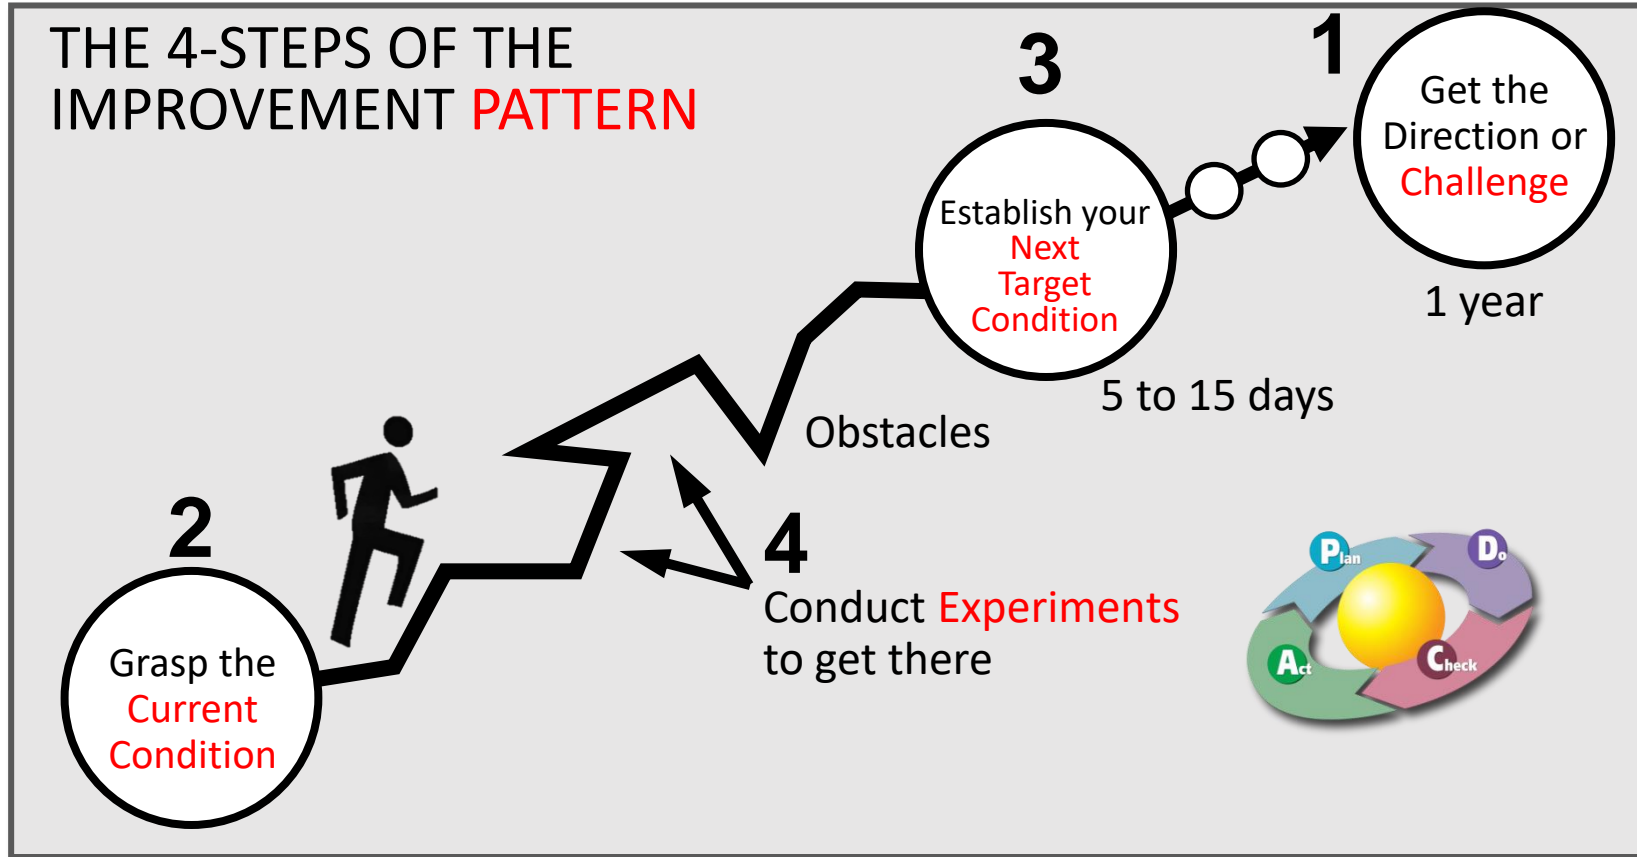 THE 4-STEPS OF THE
IMPROVEMENT PATTERN
1
Get the
Direction or
Challenge
1 year
3
Establish your
Next
Target
Condition
5 to 15 days
Obstacles
2
Grasp the
Current
Condition
4
Conduct Experiments
to get there
Plan
Do
Check
Act